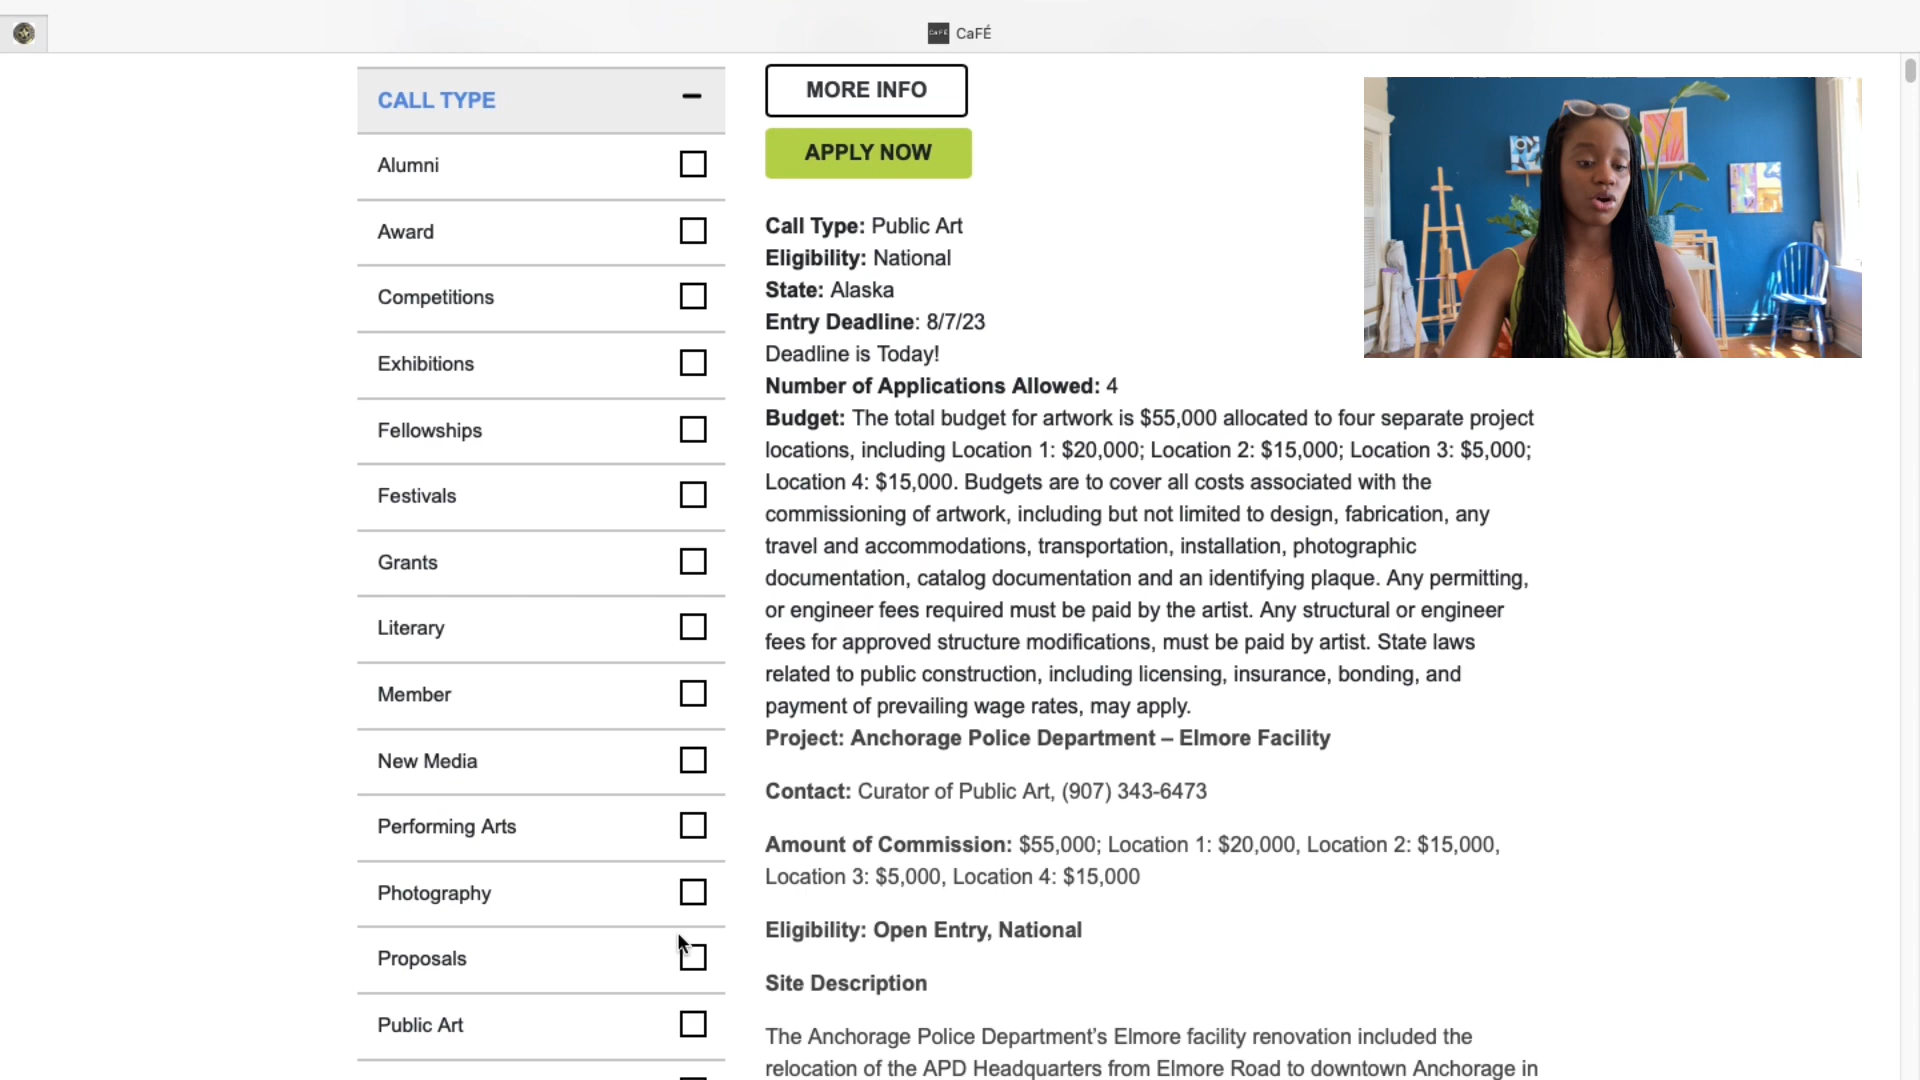 CaFÉ
CALL TYPE
Alumni
Award
Competitions
Exhibitions
Fellowships
Festivals
Grants
Literary
Member
New Media
Performing Arts
Photography
Proposals
Public Art
MORE INFO
APPLY NOW
Call Type: Public Art
Eligibility: National
State: Alaska
Entry Deadline: 8/7/23
Deadline is Today!
Number of Applications Allowed: 4
Budget: The total budget for artwork is $55,000 allocated to four separate project
locations, including Location 1: $20,000; Location 2: $15,000; Location 3: $5,000;
Location 4: $15,000. Budgets are to cover all costs associated with the
commissioning of artwork, including but not limited to design, fabrication, any
travel and accommodations, transportation, installation, photographic
documentation, catalog documentation and an identifying plaque. Any permitting,
or engineer fees required must be paid by the artist. Any structural or engineer
fees for approved structure modifications, must be paid by artist. State laws
related to public construction, including licensing, insurance, bonding, and
payment of prevailing wage rates, may apply.
Project: Anchorage Police Department – Elmore Facility
Contact: Curator of Public Art, (907) 343-6473
Amount of Commission: $55,000; Location 1: $20,000, Location 2: $15,000,
Location 3: $5,000, Location 4: $15,000
Eligibility: Open Entry, National
Site Description
The Anchorage Police Department's Elmore facility renovation included the
relocation of the APD Headquarters from Elmore Road to downtown Anchorage in